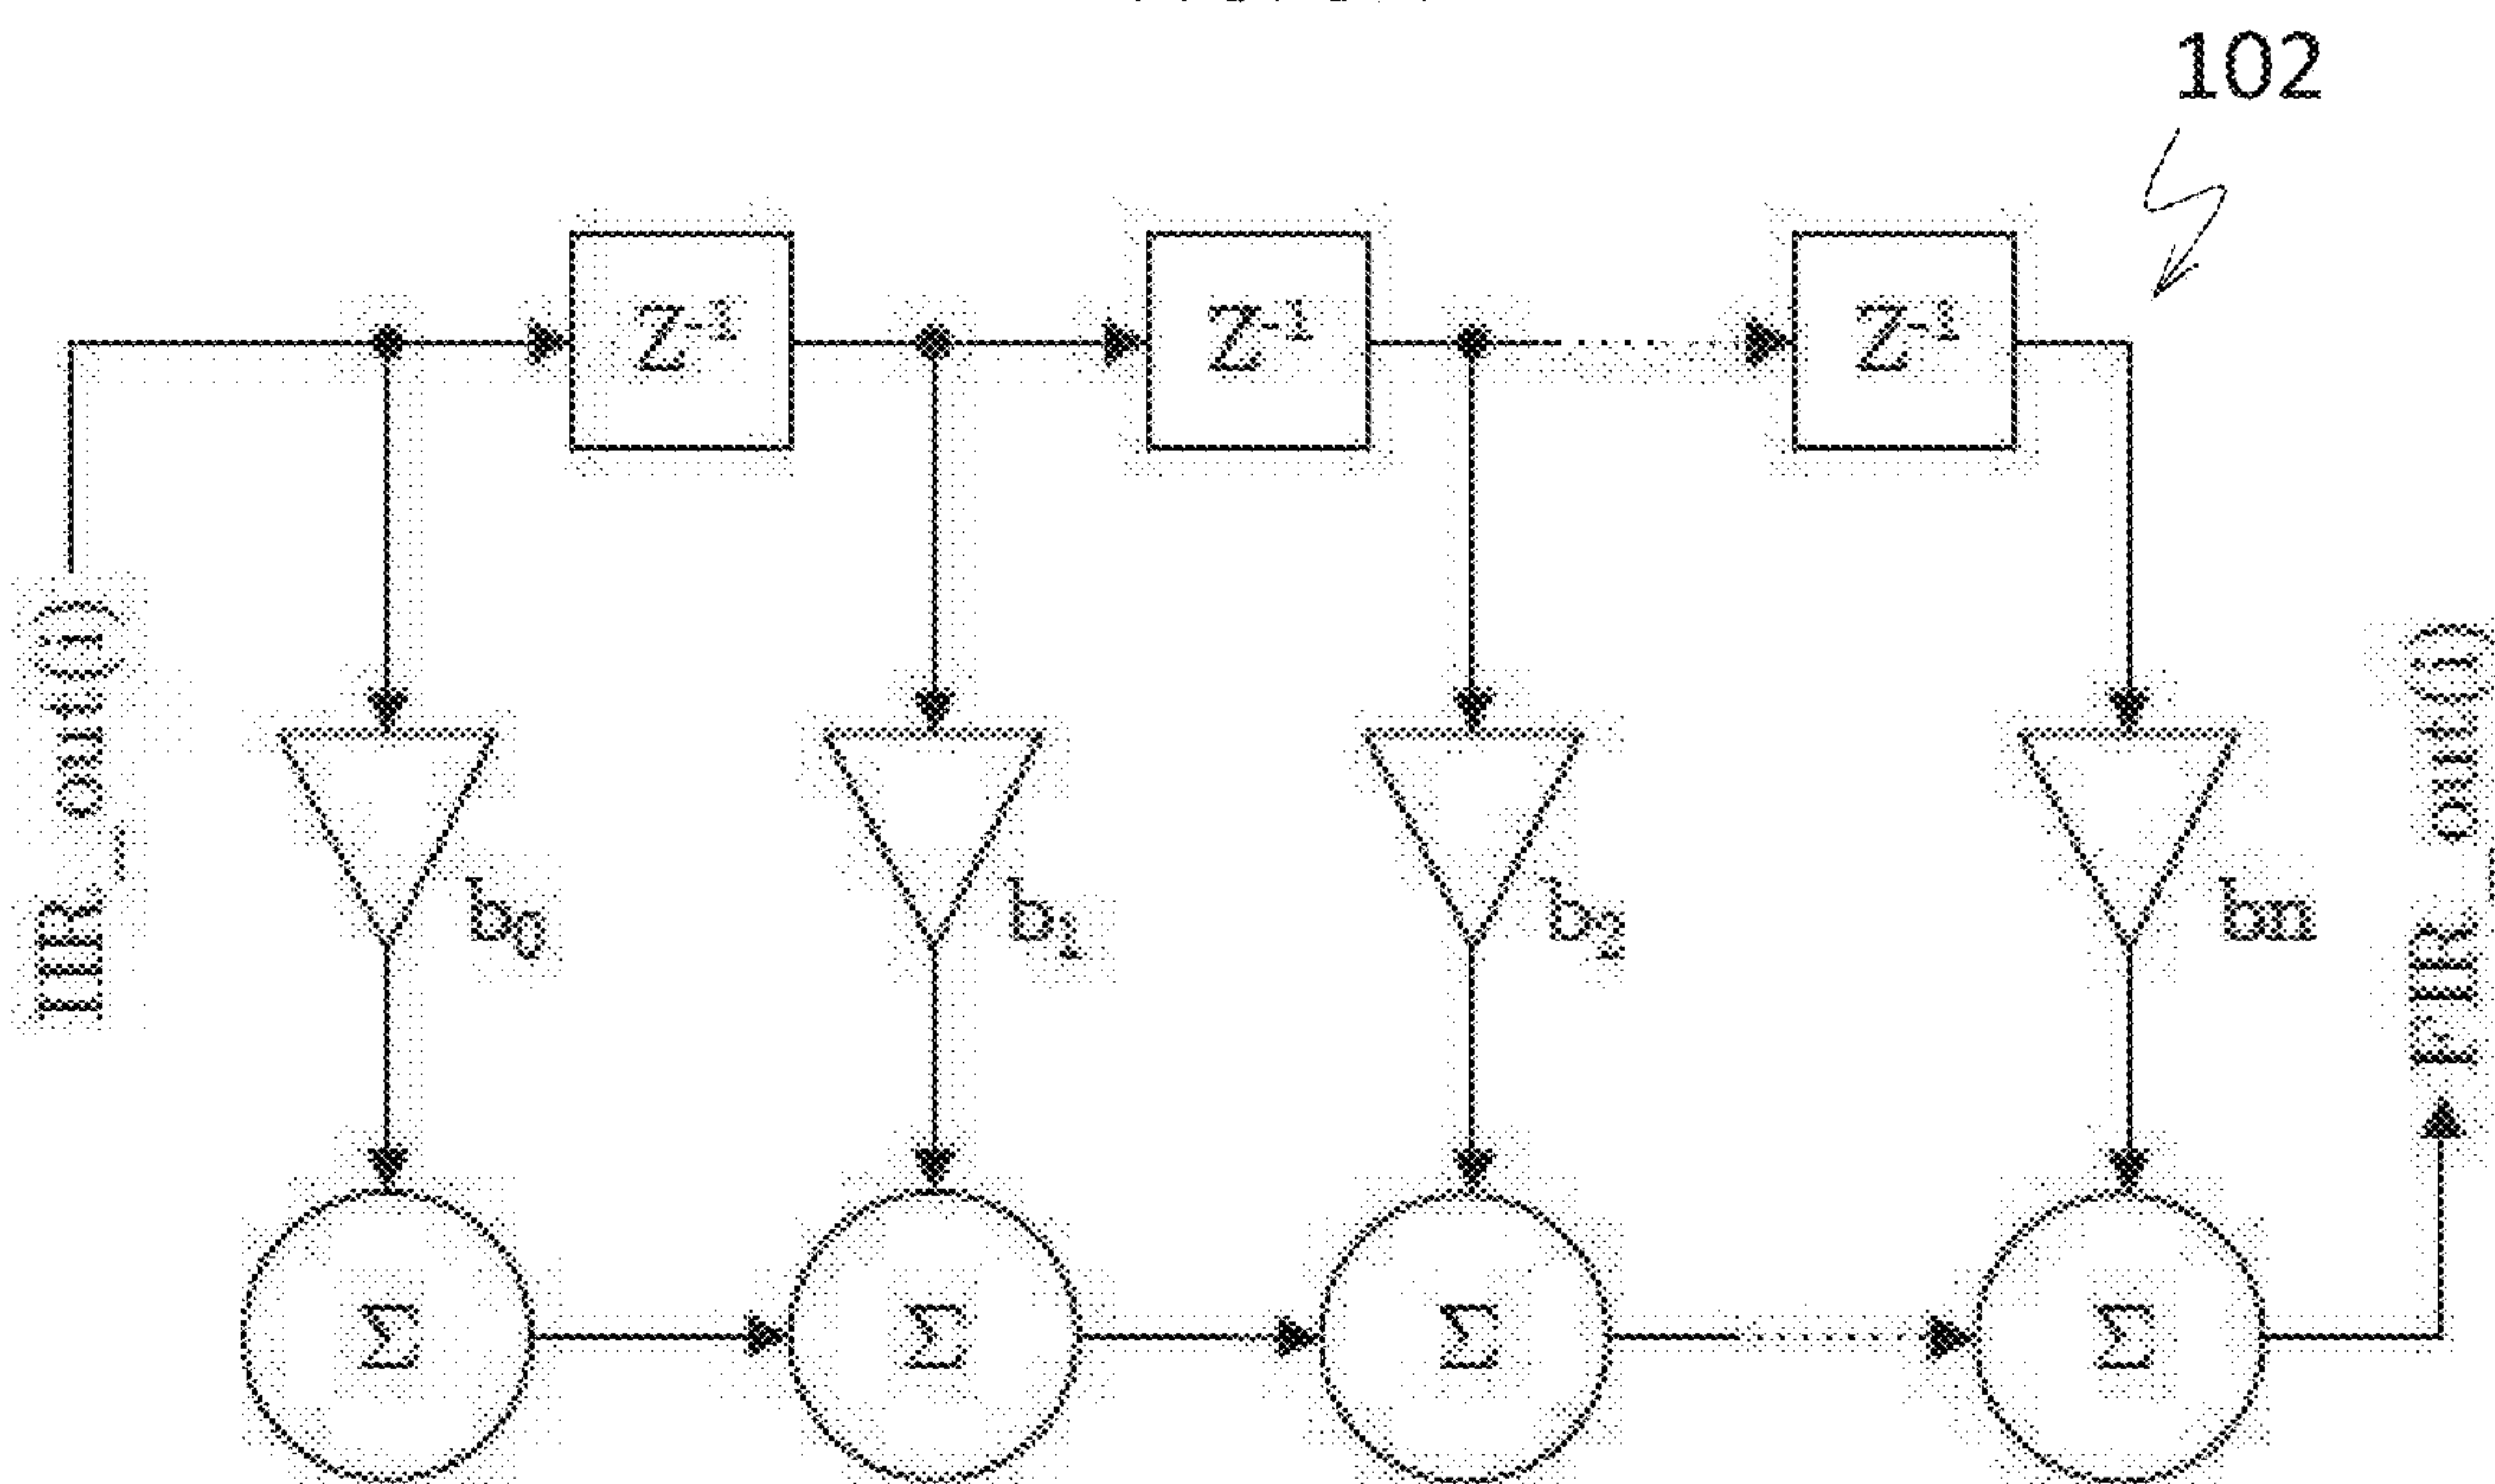 102
Z-1 Z-1 Z-1
IIR_out(i)
FIR_out(i)
b0 b1 b2 bn
Σ Σ Σ Σ